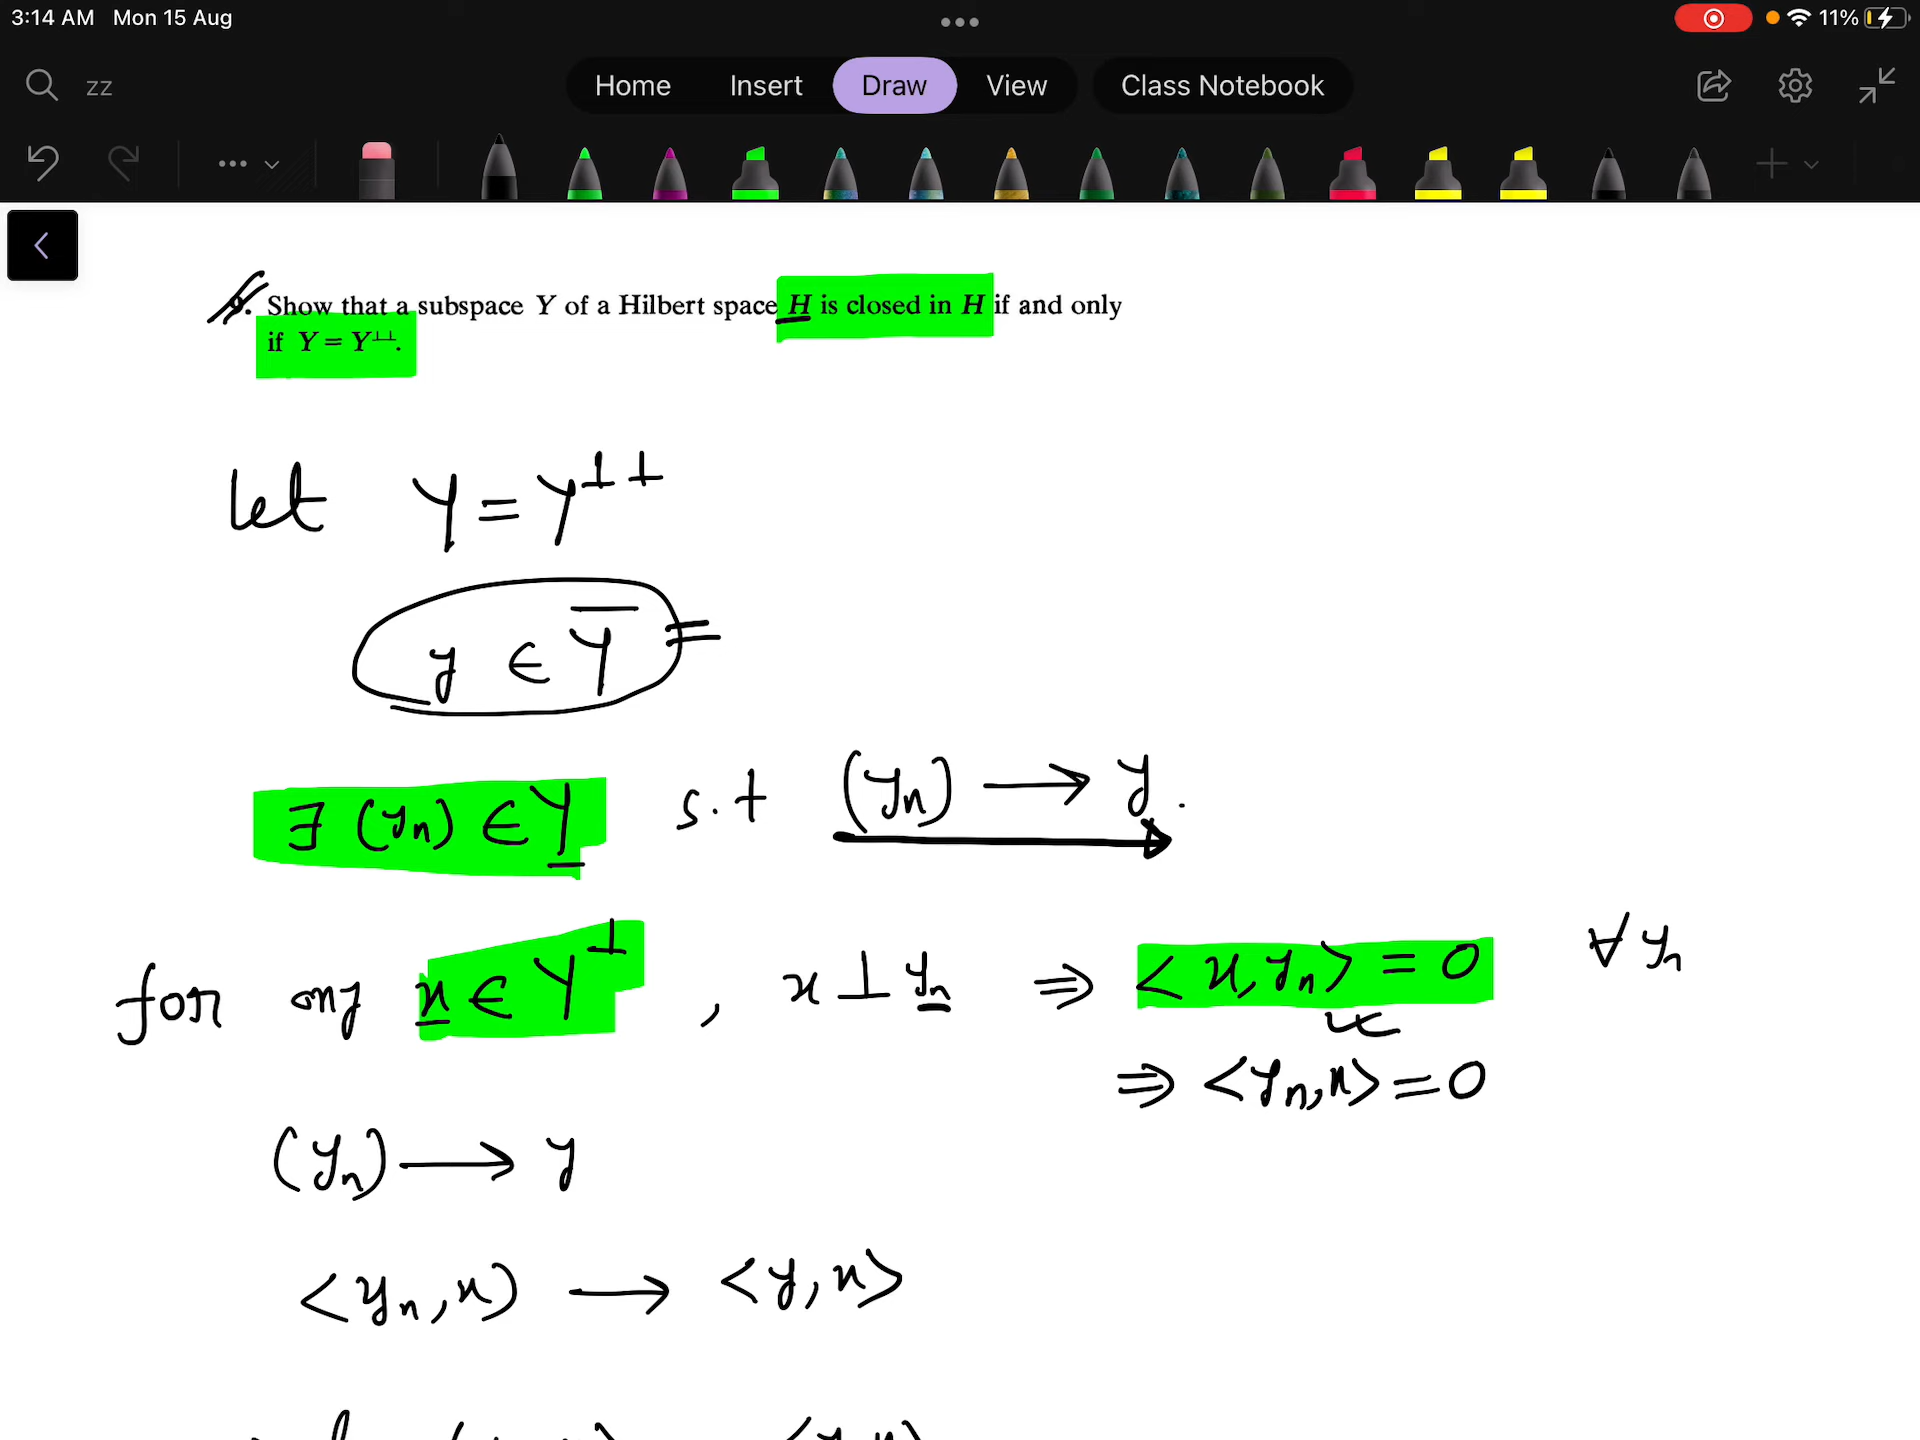 3:14 AM Mon 15 Aug
11%
zz
Home Insert Draw View Class Notebook
9. Show that a subspace Y of a Hilbert space H is closed in H if and only
if Y = Y⊥⊥.
let Y = Y⊥⊥
y ∈ Y̅ =
∃ (yn) ∈ Y s.t (yn) → y.
for any x ∈ Y⊥ , x ⊥ yn ⇒ <x, yn> = 0 ∀ yn
⇒ <yn, x> = 0
(yn) → y
<yn, x) → <y, x>